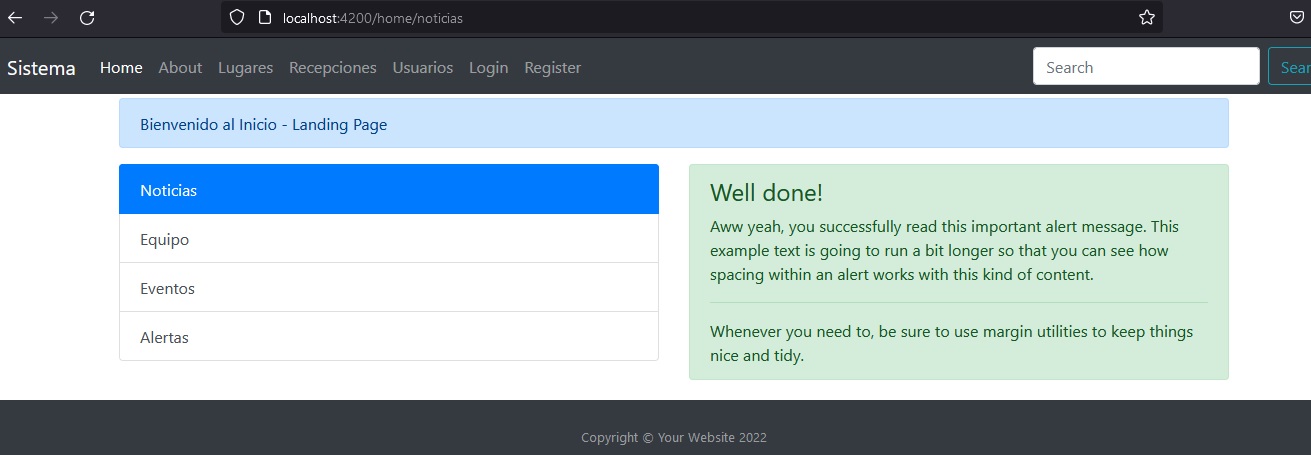 localhost:4200/home/noticias
Sistema Home About Lugares Recepciones Usuarios Login Register Search Sear
Bienvenido al Inicio - Landing Page
Noticias
Equipo
Eventos
Alertas
Well done!
Aww yeah, you successfully read this important alert message. This
example text is going to run a bit longer so that you can see how
spacing within an alert works with this kind of content.
Whenever you need to, be sure to use margin utilities to keep things
nice and tidy.
Copyright © Your Website 2022